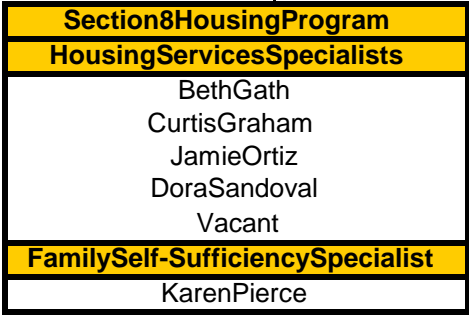 Section8HousingProgram
HousingServicesSpecialists
BethGath
CurtisGraham
JamieOrtiz
DoraSandoval
Vacant
FamilySelf-SufficiencySpecialist
KarenPierce